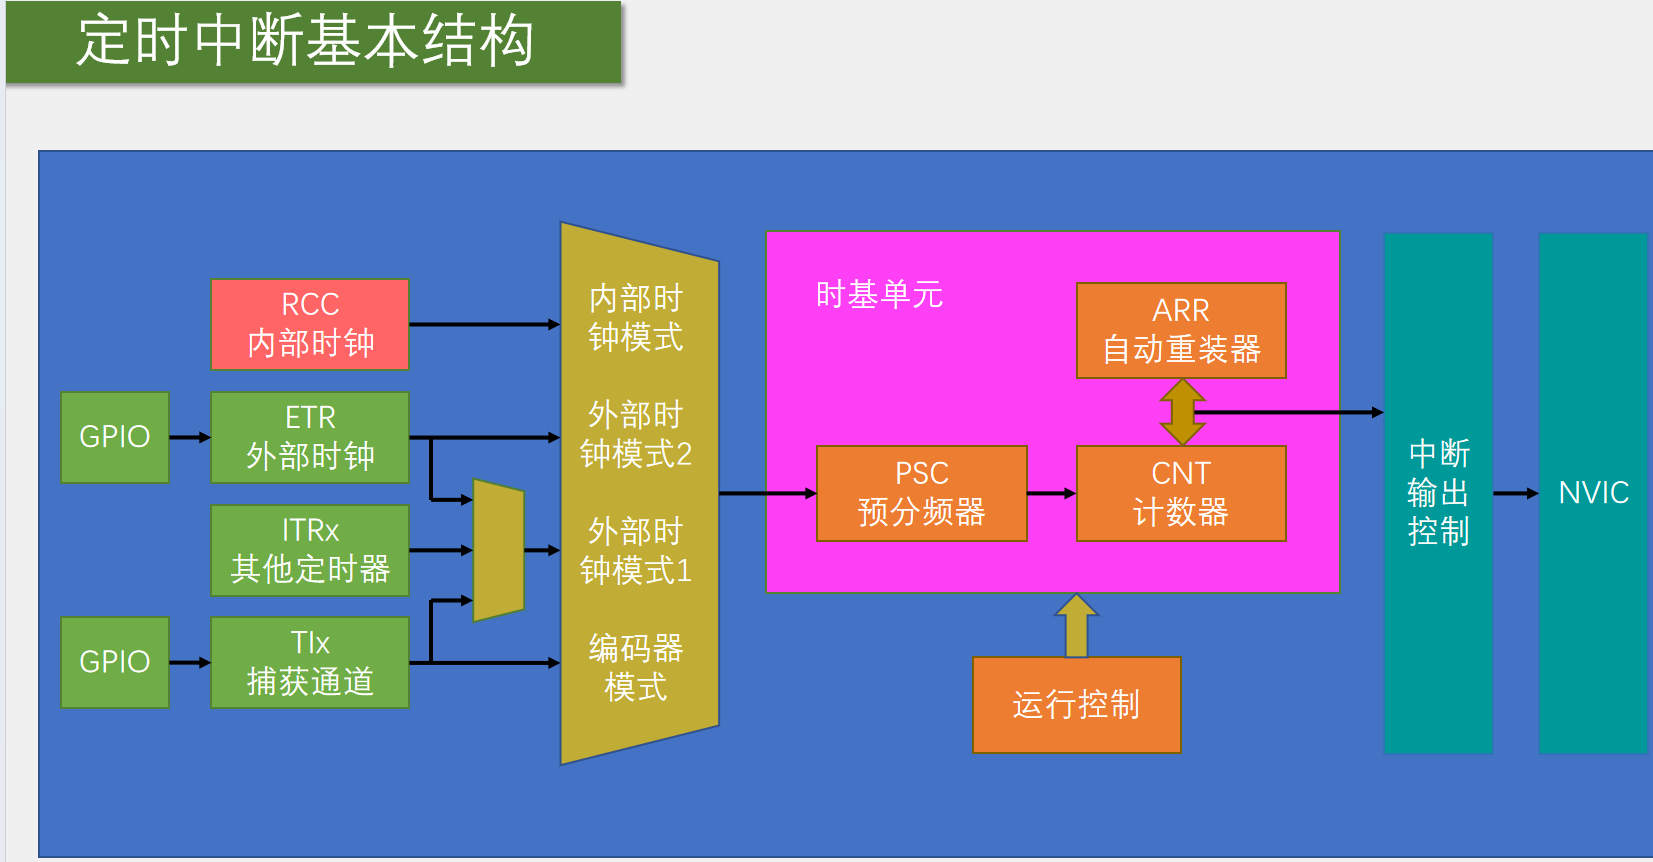 定时中断基本结构
RCC
内部时钟
GPIO
ETR
外部时钟
ITRx
其他定时器
GPIO
TIx
捕获通道
内部时
钟模式
外部时
钟模式2
外部时
钟模式1
编码器
模式
时基单元
ARR
自动重装器
PSC
预分频器
CNT
计数器
运行控制
中断
输出
控制
NVIC